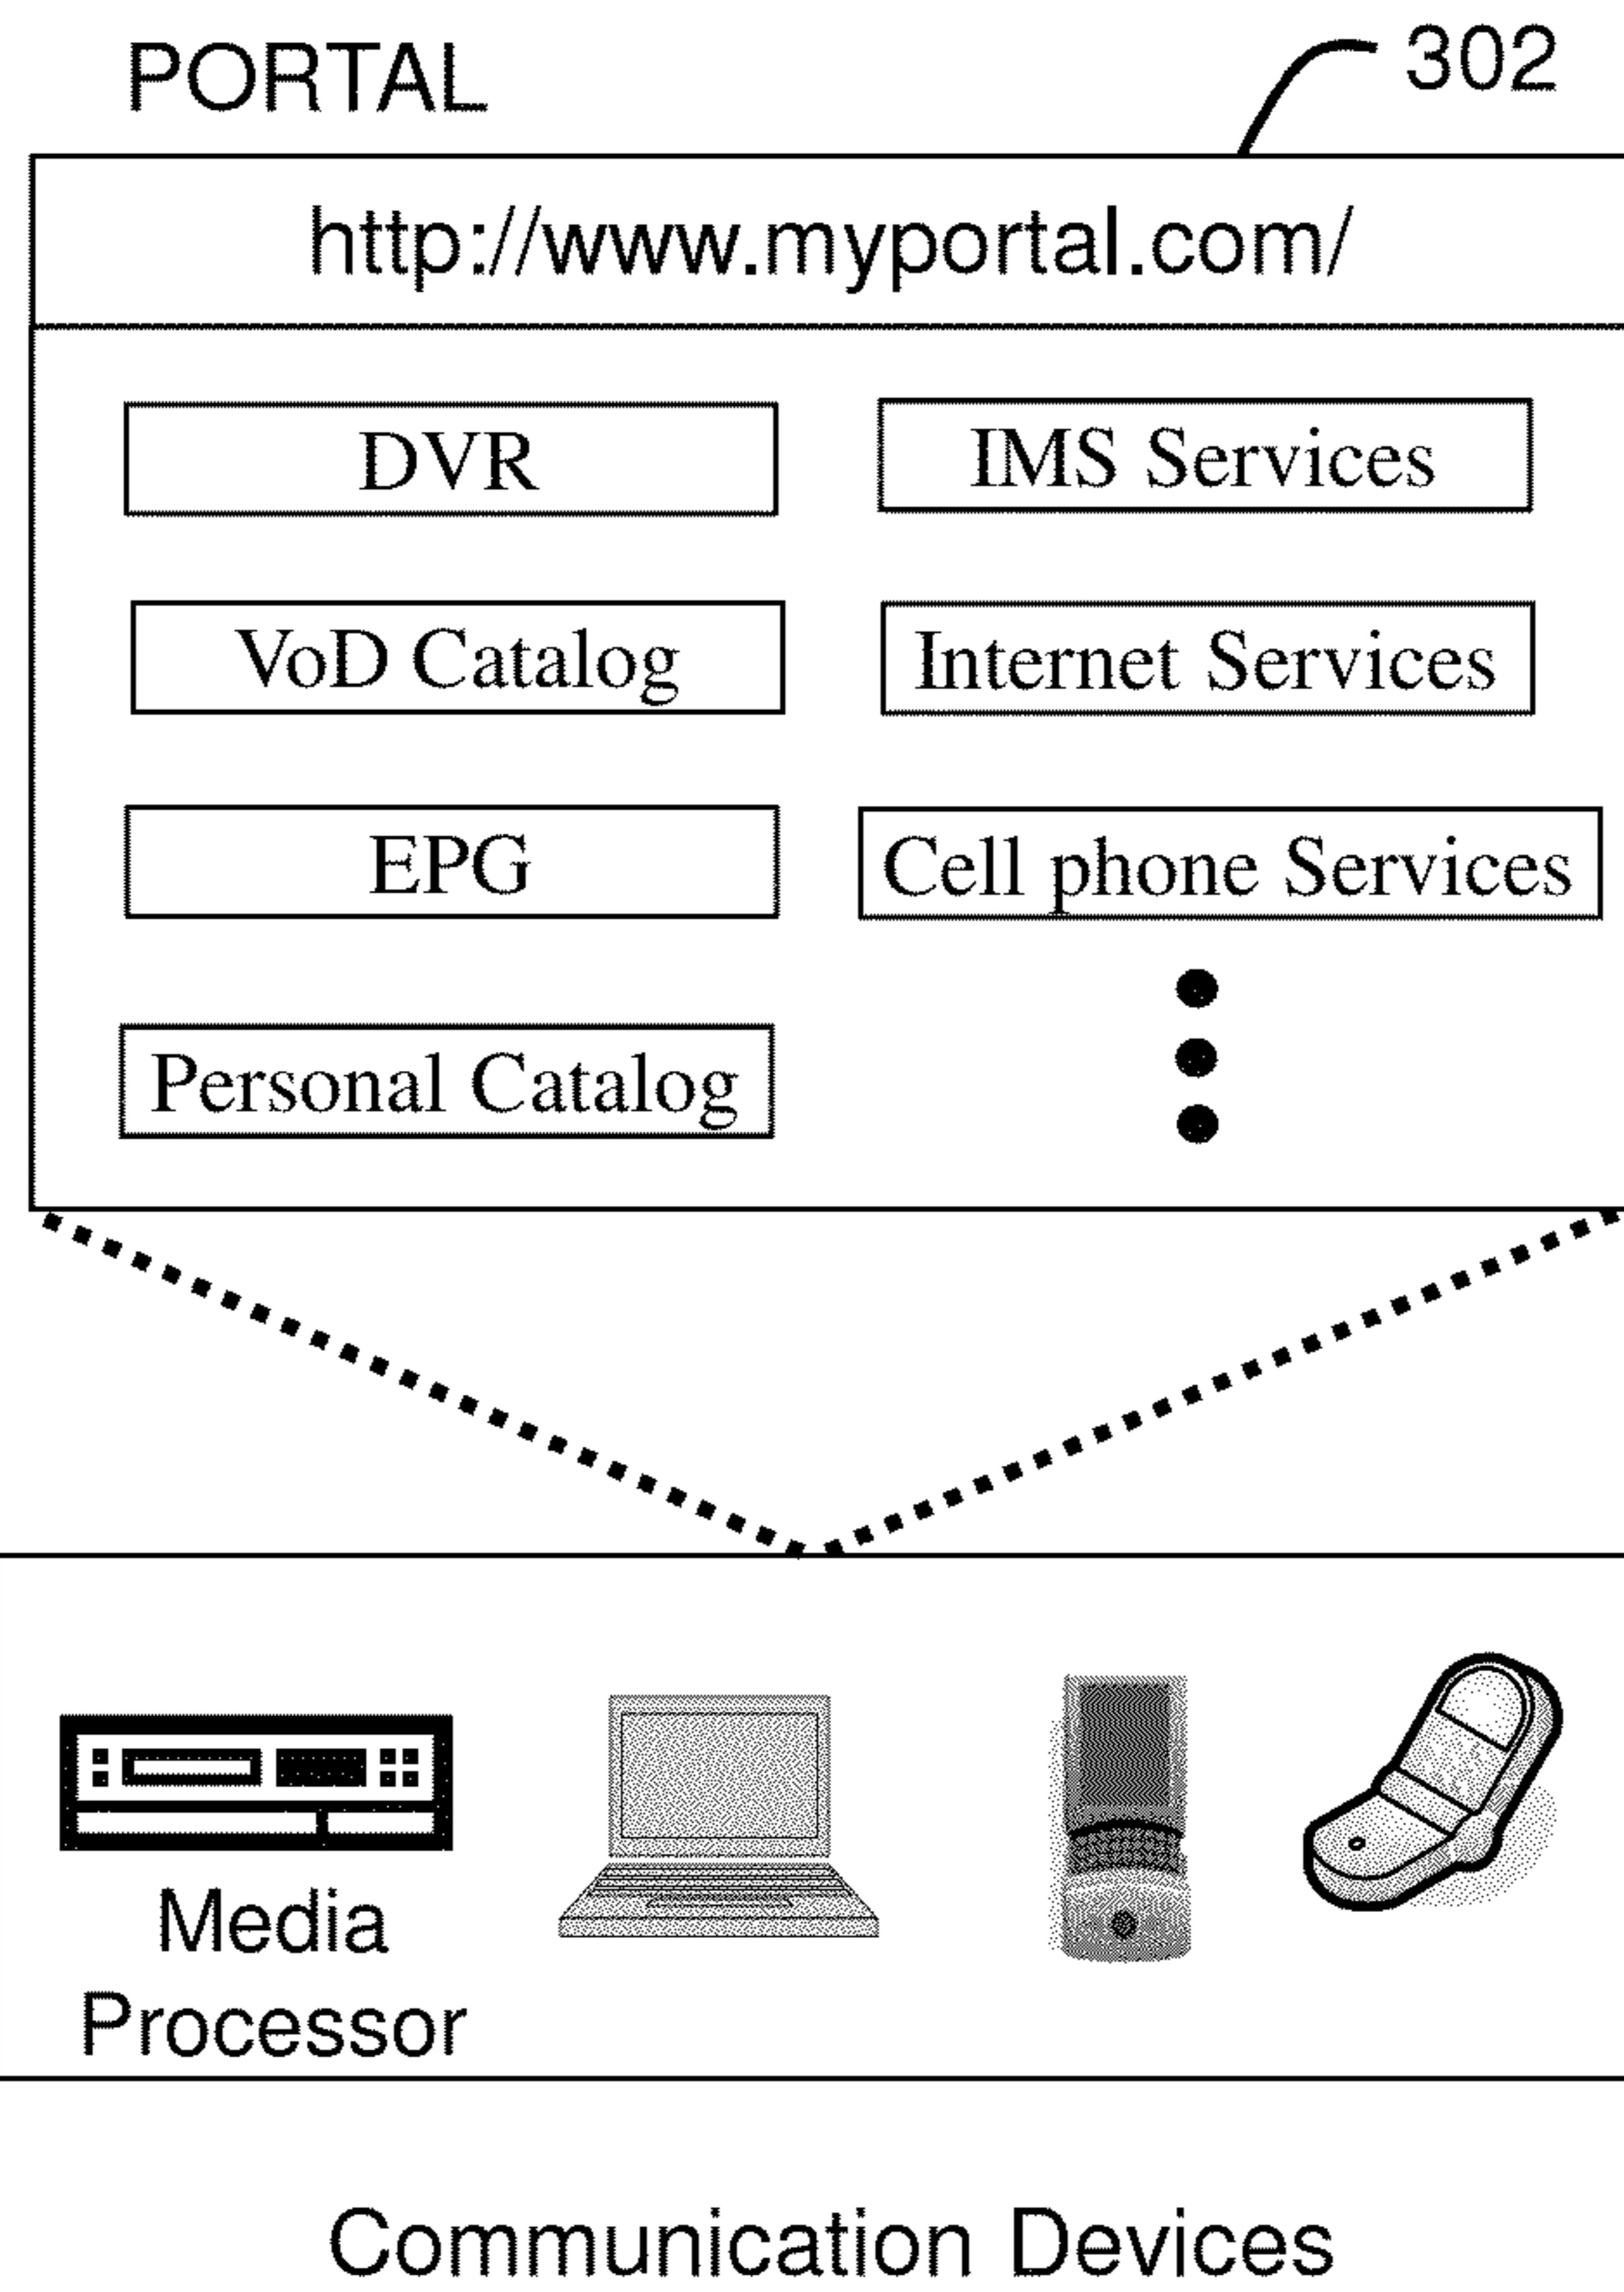 PORTAL
302
http://www.myportal.com/
DVR
IMS Services
VoD Catalog
Internet Services
EPG
Cell phone Services
Personal Catalog
Media
Processor
Communication Devices